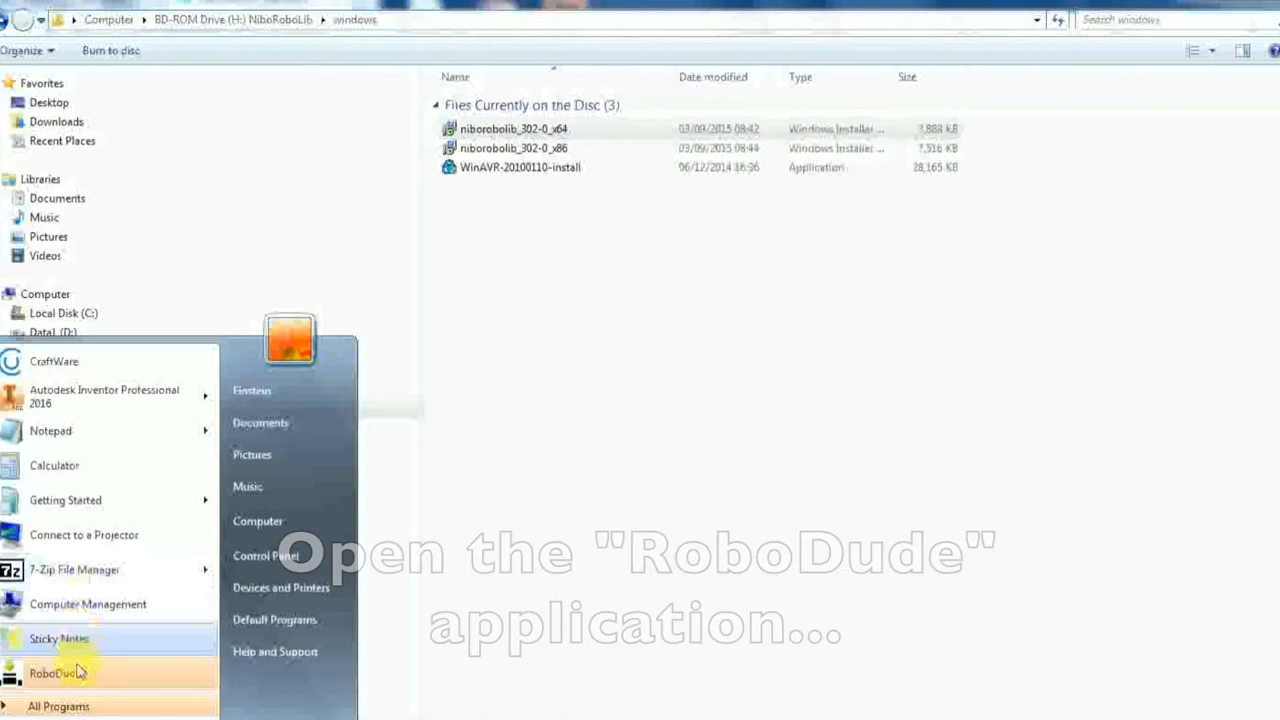 Computer BD-ROM Drive (H:) NiboRoboLib windows
Search windows
Organize Burn to disc
Name Date modified Type Size
Favorites
Desktop
Downloads
Recent Places
Libraries
Documents
Music
Pictures
Videos
Computer
Local Disk (C:)
Data1 (D:)
Files Currently on the Disc (3)
niborobolib_302-0_x64 03/09/2015 08:42 Windows Installer ... 7,888 KB
niborobolib_302-0_x86 03/09/2015 08:44 Windows Installer ... 7,516 KB
WinAVR-20100110-install 06/12/2014 16:36 Application 28,165 KB
CraftWare
Autodesk Inventor Professional
2016
Notepad
Calculator
Getting Started
Connect to a Projector
7-Zip File Manager
Computer Management
Sticky Notes
RoboDude
All Programs
Einstein
Documents
Pictures
Music
Computer
Control Panel
Devices and Printers
Default Programs
Help and Support
Open the "RoboDude"
application...